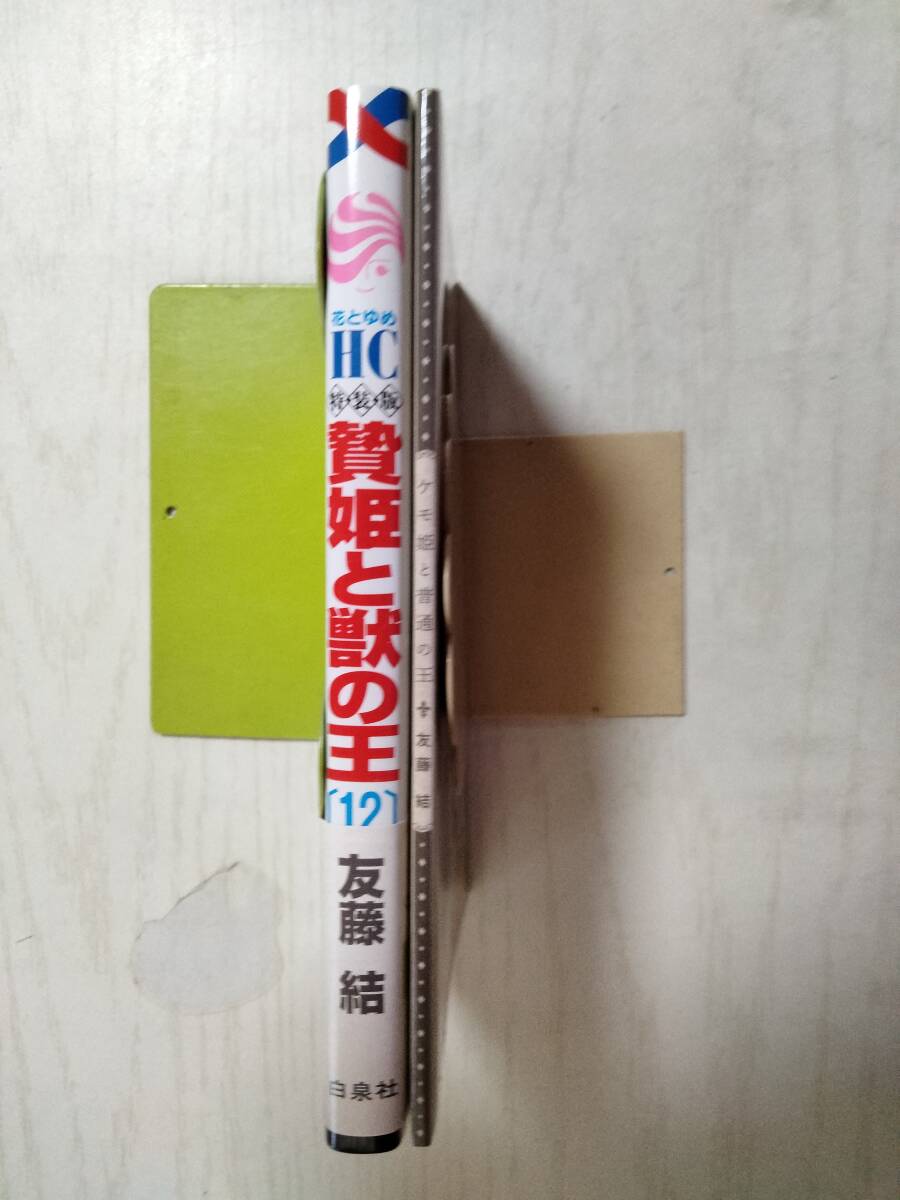 花とゆめ
HC
特装版
贄姫と獣の王
12
友藤 結
白泉社
ケモ姫と普通の王 友藤 結